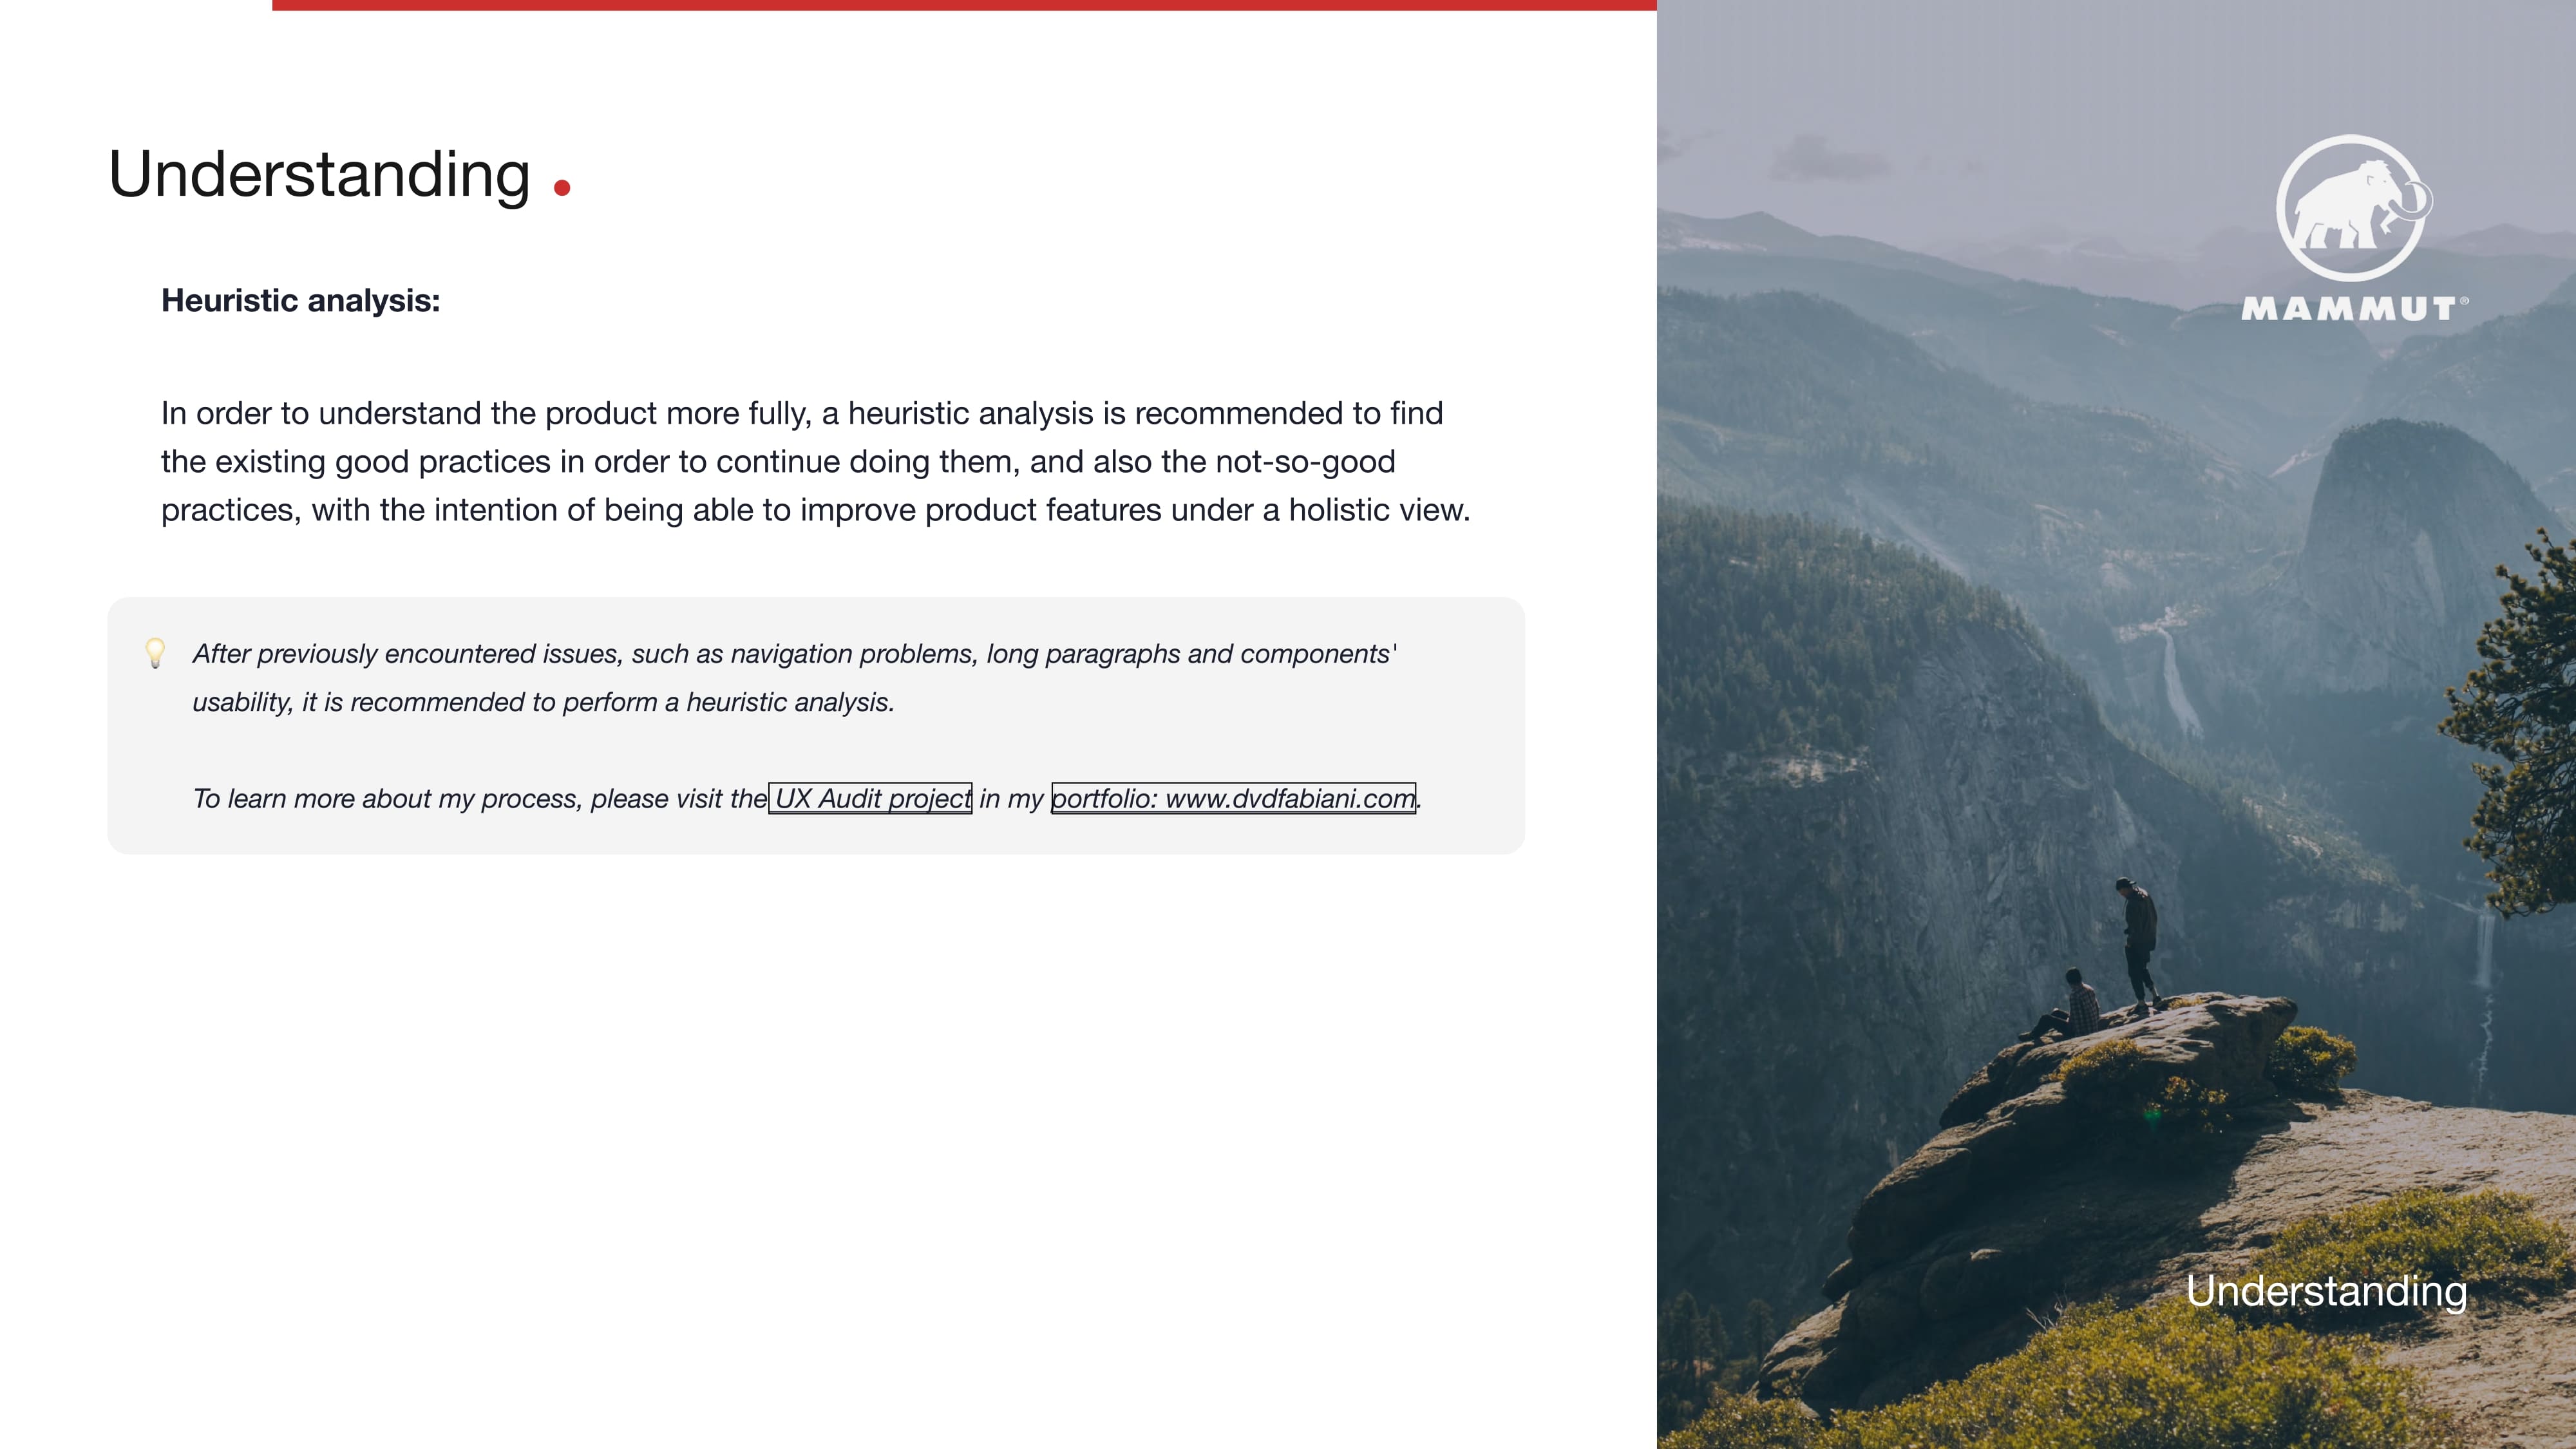 Understanding .
Heuristic analysis:
In order to understand the product more fully, a heuristic analysis is recommended to find
the existing good practices in order to continue doing them, and also the not-so-good
practices, with the intention of being able to improve product features under a holistic view.
After previously encountered issues, such as navigation problems, long paragraphs and components'
usability, it is recommended to perform a heuristic analysis.
To learn more about my process, please visit the UX Audit project in my portfolio: www.dvdfabiani.com.
MAMMUT®
Understanding